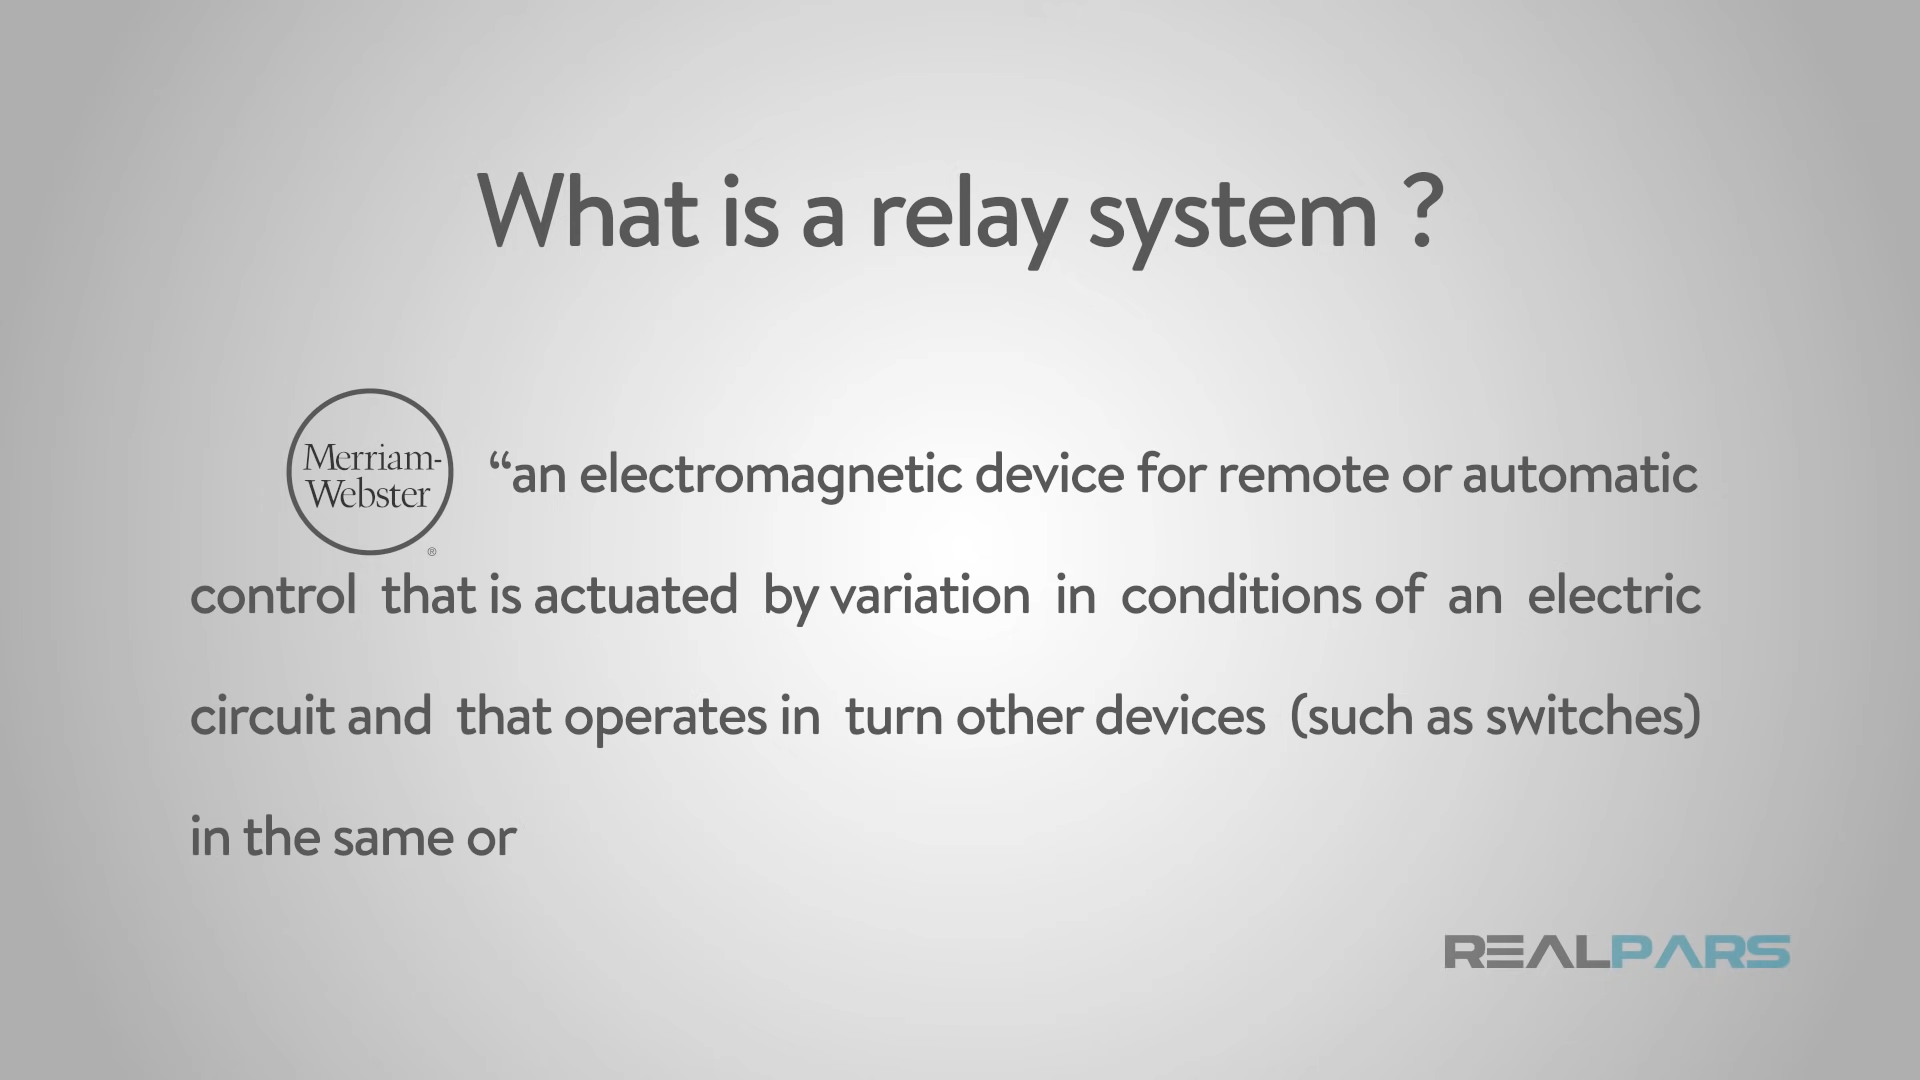 What is a relay system ?
Merriam-
Webster
®
“an electromagnetic device for remote or automatic
control that is actuated by variation in conditions of an electric
circuit and that operates in turn other devices (such as switches)
in the same or
REALPARS